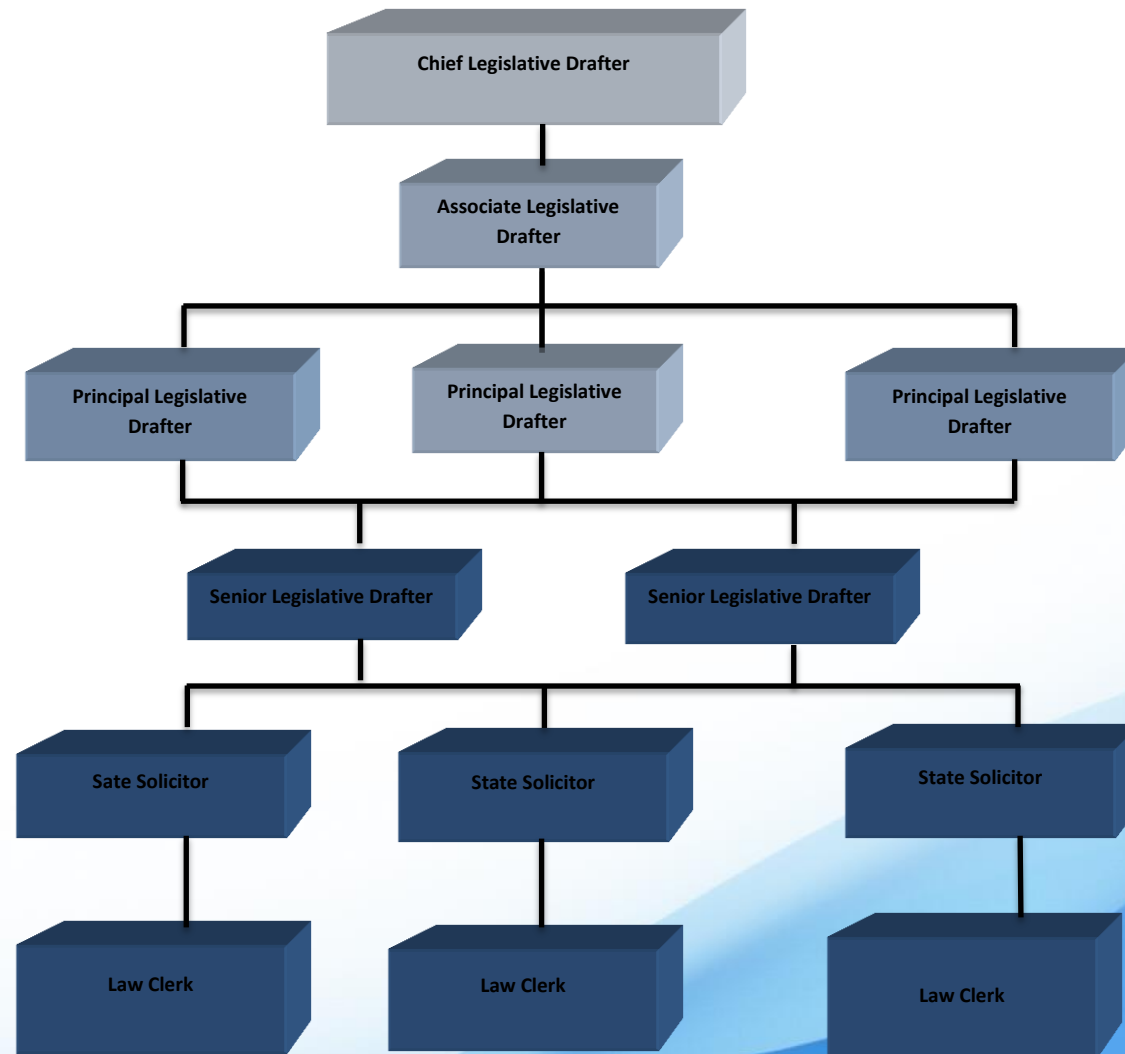 Chief Legislative Drafter
Associate Legislative
Drafter
Principal Legislative
Drafter
Principal Legislative
Drafter
Principal Legislative
Drafter
Senior Legislative Drafter
Senior Legislative Drafter
Sate Solicitor
State Solicitor
State Solicitor
Law Clerk
Law Clerk
Law Clerk